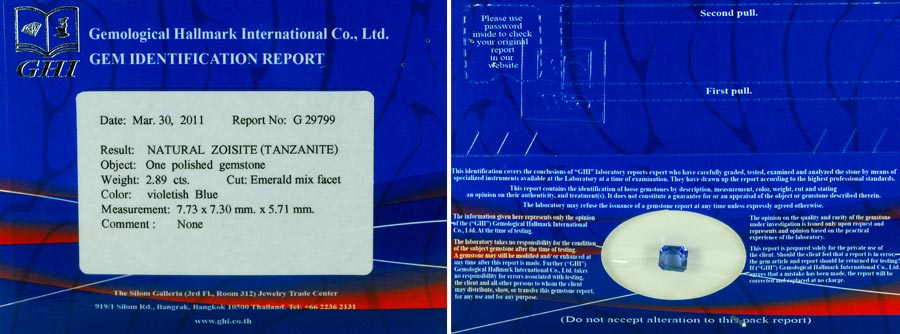 GHI
Gemological Hallmark International Co., Ltd.
GEM IDENTIFICATION REPORT
Date: Mar. 30, 2011 Report No: G 29799
Result: NATURAL ZOISITE (TANZANITE)
Object: One polished gemstone
Weight: 2.89 cts. Cut: Emerald mix facet
Color: violetish Blue
Measurement: 7.73 x 7.30 mm. x 5.71 mm.
Comment : None
The Silom Galleria (3rd Fl., Room 312) Jewelry Trade Center
919/1 Silom Rd., Bangrak, Bangkok 10500 Thailand. Tel: +66 2236 2131
www.ghi.co.th
Please use
password
inside to check
your original
report
in our
website
Second pull.
First pull.
This identification covers the conclusions of “GHI” laboratory reports expert who have carefully graded, tested, examined and analyzed the stone by means of
specialized instruments available at the Laboratory at a time of examination. They have drawn up the report according to the highest professional standards.
This report contains the identification of loose gemstones by description, measurement, color, weight, cut and stating
an opinion on their authenticity, and treatment(s). It does not constitute a guarantee for or an appraisal of the object or gemstone described therein.
The laboratory may refuse the issuance of a gemstone report at any time unless expressly agreed otherwise.
The information given here represents only the opinion
of the (“GHI”) Gemological Hallmark International
Co., Ltd. At the time of testing.
The laboratory takes no responsibility for the condition
of the subject gemstone after the time of testing.
A gemstone may be modified and/ or enhanced at
any time after this report is made. Further (“GHI”)
Gemological Hallmark International Co., Ltd. takes
no responsibility for errors associated with testing,
the client and all other persons to whom the client
may distribute, show, or transfer this gemstone report,
for any use and for any purpose.
The opinion on the quality and rarity of the gemstone
under investigation is issued only upon request and
represents and opinion based on the practical
experience of the laboratory.
This report is prepared solely for the private use of
the client. Should the client feel that a report is in error
the gem article and report should be returned for testing.
If (“GHI”) Gemological Hallmark International Co., Ltd.
agrees that a mistake has been made, the report will be
corrected and replaced at no charge.
(Do not accept alteration to this pack report)